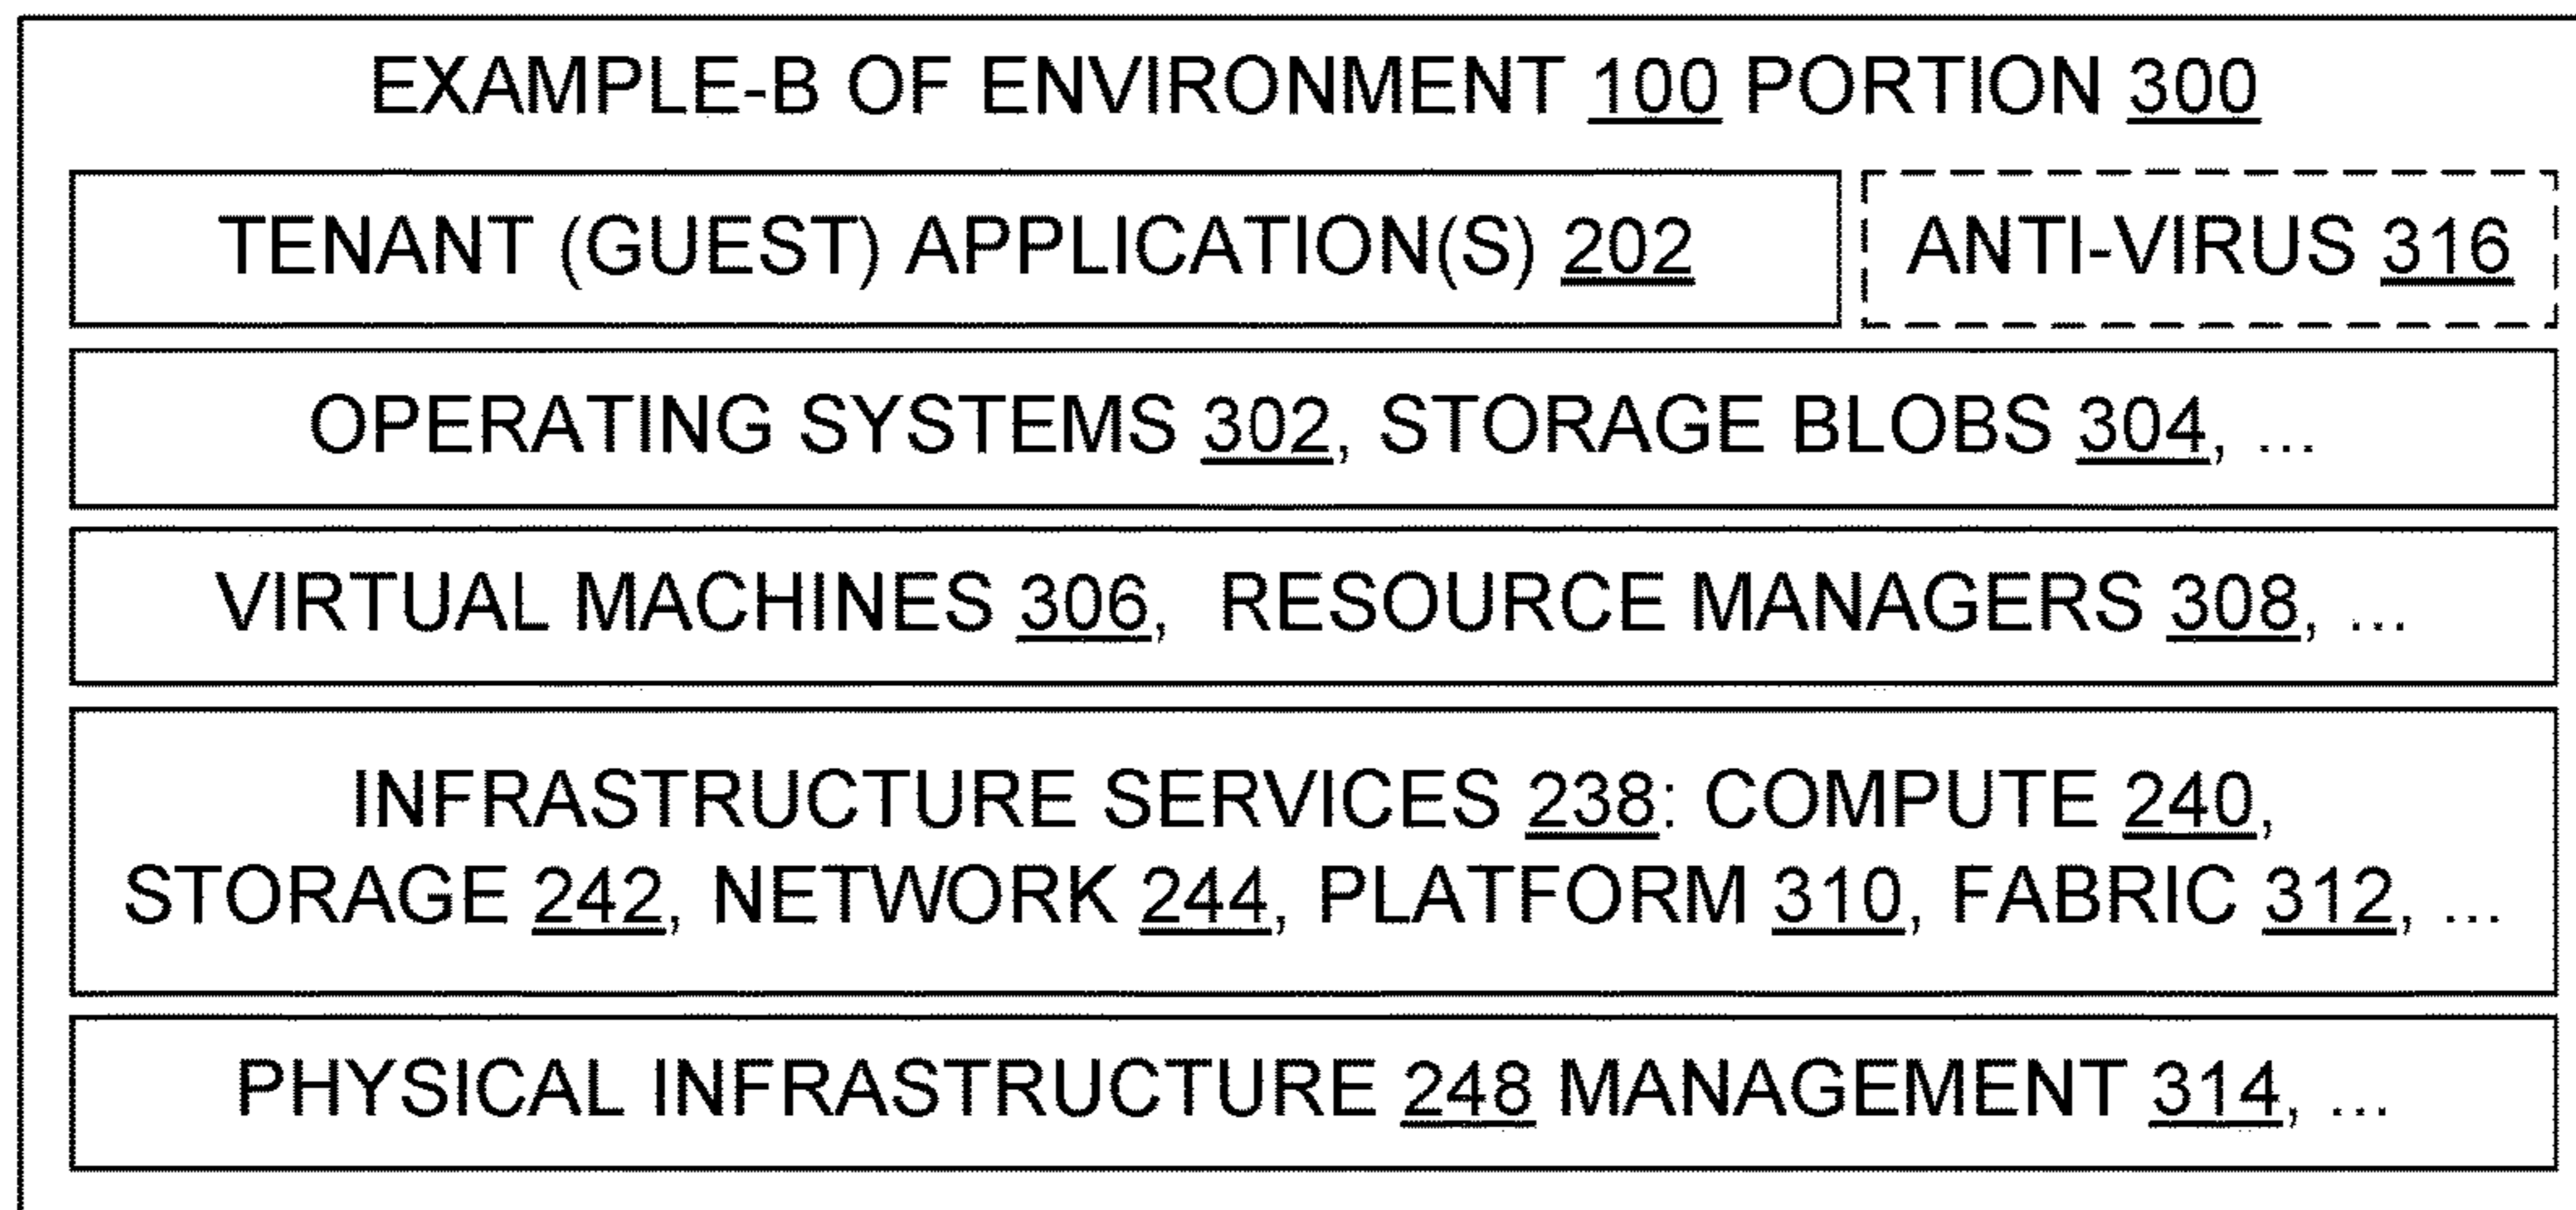 EXAMPLE-B OF ENVIRONMENT 100 PORTION 300
TENANT (GUEST) APPLICATION(S) 202
ANTI-VIRUS 316
OPERATING SYSTEMS 302, STORAGE BLOBS 304, ...
VIRTUAL MACHINES 306, RESOURCE MANAGERS 308, ...
INFRASTRUCTURE SERVICES 238: COMPUTE 240,
STORAGE 242, NETWORK 244, PLATFORM 310, FABRIC 312, ...
PHYSICAL INFRASTRUCTURE 248 MANAGEMENT 314, ...